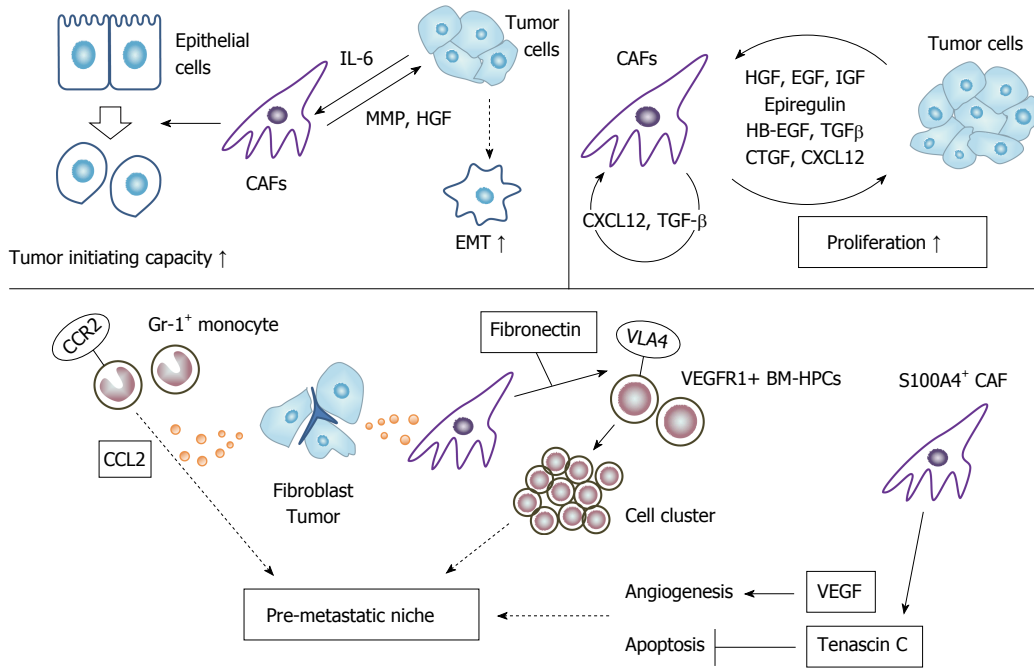 Epithelial
cells
IL-6
Tumor
cells
MMP, HGF
CAFs
EMT ↑
Tumor initiating capacity ↑
CAFs
Tumor cells
HGF, EGF, IGF
Epiregulin
HB-EGF, TGFβ
CTGF, CXCL12
CXCL12, TGF-β
Proliferation ↑
CCR2
Gr-1⁺ monocyte
Fibronectin
VLA4
VEGFR1+ BM-HPCs
S100A4⁺ CAF
CCL2
Fibroblast
Tumor
Cell cluster
Pre-metastatic niche
Angiogenesis
VEGF
Apoptosis
Tenascin C